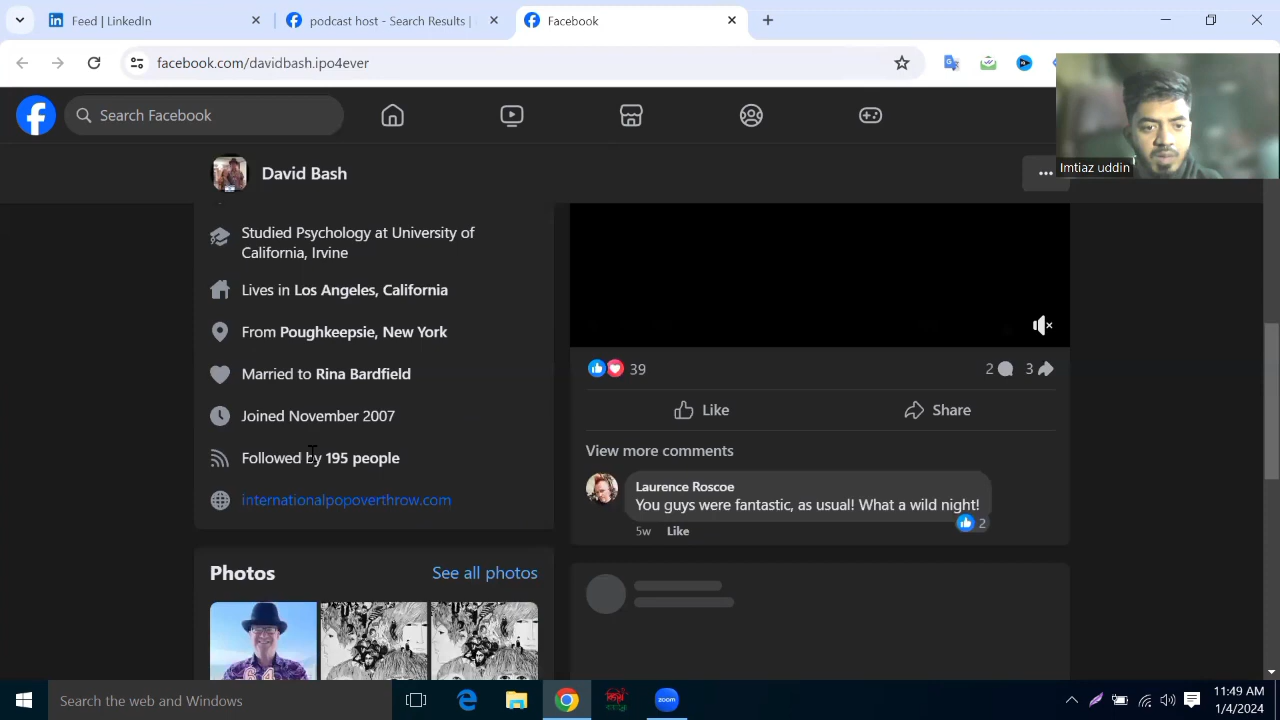 Feed | LinkedIn
podcast host - Search Results |
Facebook
facebook.com/davidbash.ipo4ever
Search Facebook
Imtiaz uddin
David Bash
Studied Psychology at University of
California, Irvine
Lives in Los Angeles, California
From Poughkeepsie, New York
Married to Rina Bardfield
Joined November 2007
Followed by 195 people
internationalpopoverthrow.com
Photos
See all photos
39
2
3
Like
Share
View more comments
Laurence Roscoe
You guys were fantastic, as usual! What a wild night!
2
5w
Like
Search the web and Windows
zoom
11:49 AM
1/4/2024